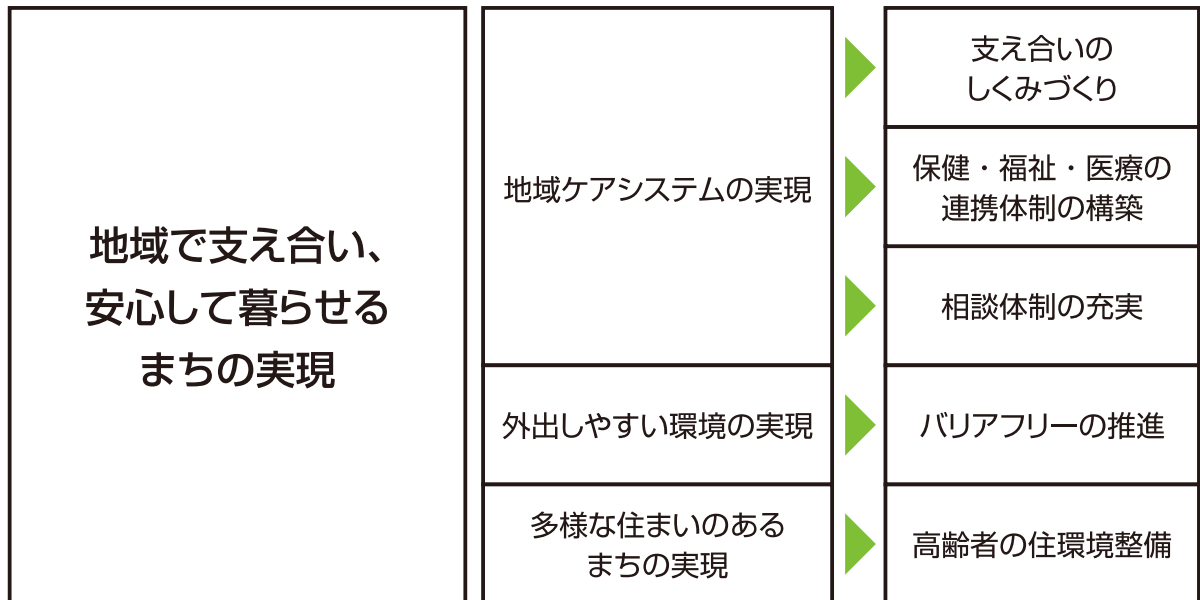 地域で支え合い、
安心して暮らせる
まちの実現
地域ケアシステムの実現
支え合いの
しくみづくり
保健・福祉・医療の
連携体制の構築
相談体制の充実
外出しやすい環境の実現
バリアフリーの推進
多様な住まいのある
まちの実現
高齢者の住環境整備